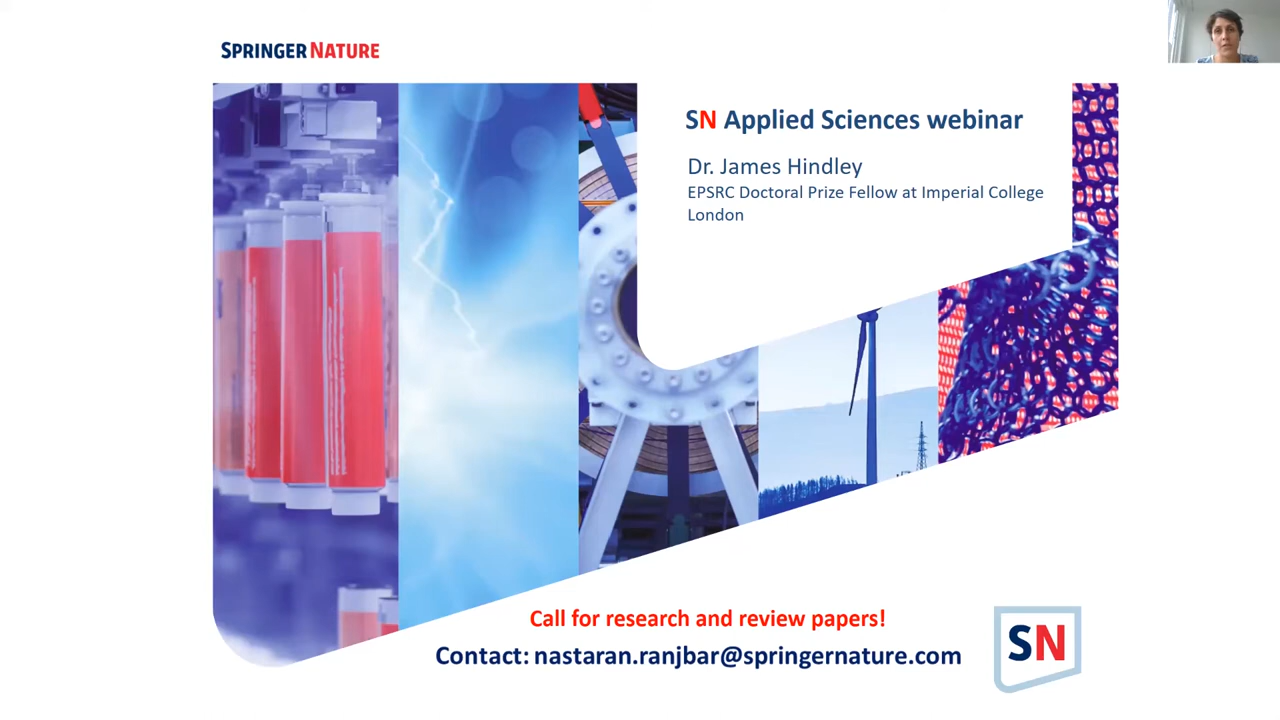 SPRINGER NATURE
SN Applied Sciences webinar
Dr. James Hindley
EPSRC Doctoral Prize Fellow at Imperial College
London
Call for research and review papers!
Contact: nastaran.ranjbar@springernature.com
SN